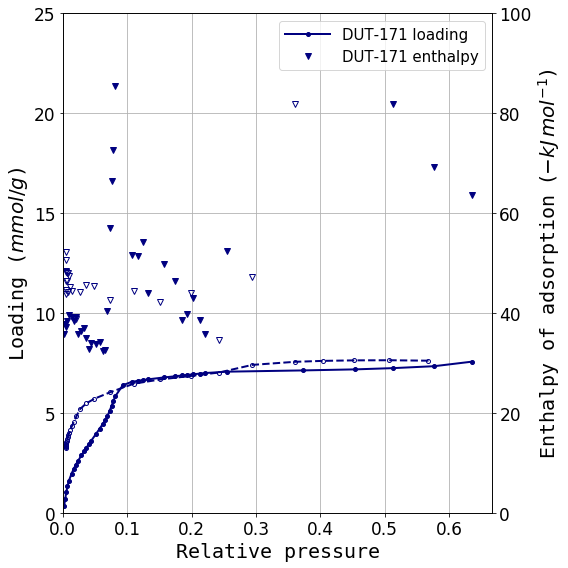 DUT-171 loading
DUT-171 enthalpy
25
20
15
10
5
0
Loading (mmol/g)
100
80
60
40
20
0
Enthalpy of adsorption (−kJmol⁻¹)
0.0 0.1 0.2 0.3 0.4 0.5 0.6
Relative pressure